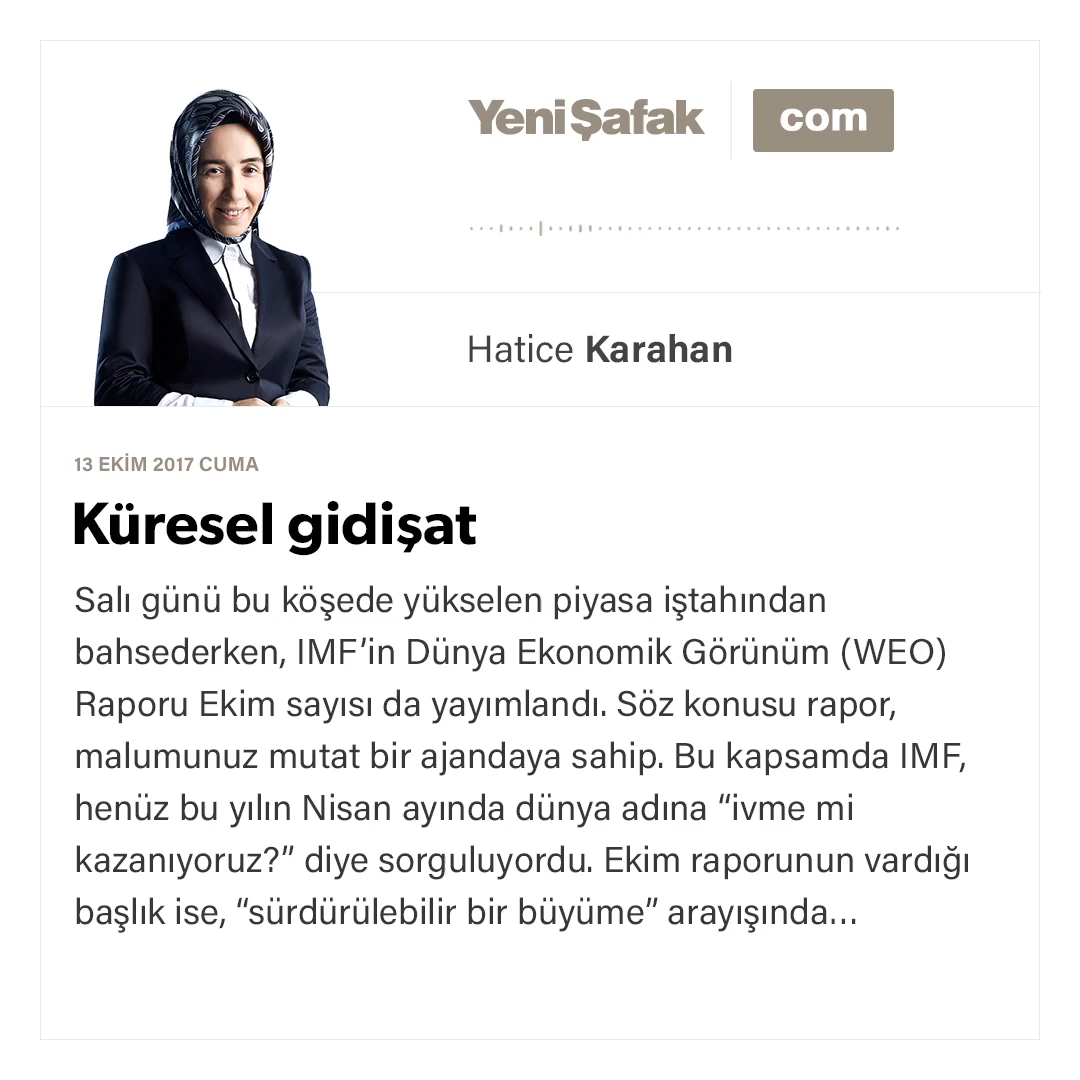 YeniŞafak com
Hatice Karahan
13 EKİM 2017 CUMA
Küresel gidişat
Salı günü bu köşede yükselen piyasa iştahından
bahsederken, IMF’in Dünya Ekonomik Görünüm (WEO)
Raporu Ekim sayısı da yayımlandı. Söz konusu rapor,
malumunuz mutat bir ajandaya sahip. Bu kapsamda IMF,
henüz bu yılın Nisan ayında dünya adına “ivme mi
kazanıyoruz?” diye sorguluyordu. Ekim raporunun vardığı
başlık ise, “sürdürülebilir bir büyüme” arayışında...